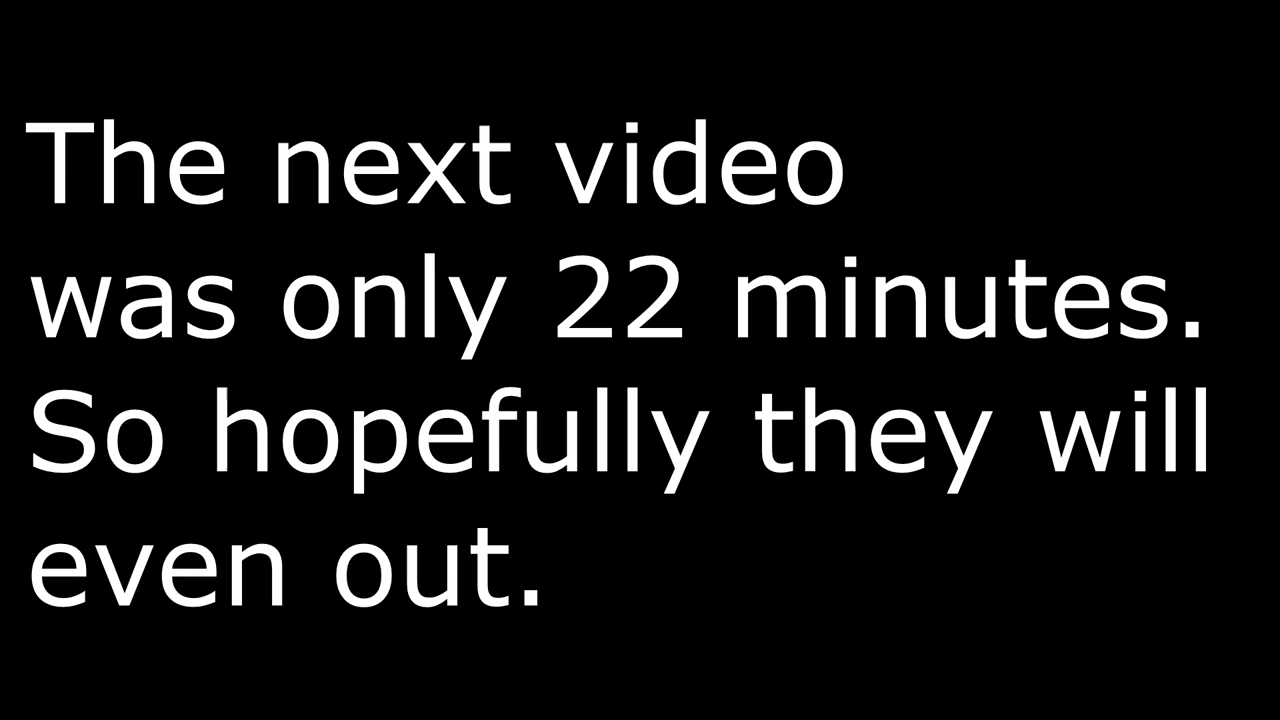 The next video
was only 22 minutes.
So hopefully they will
even out.